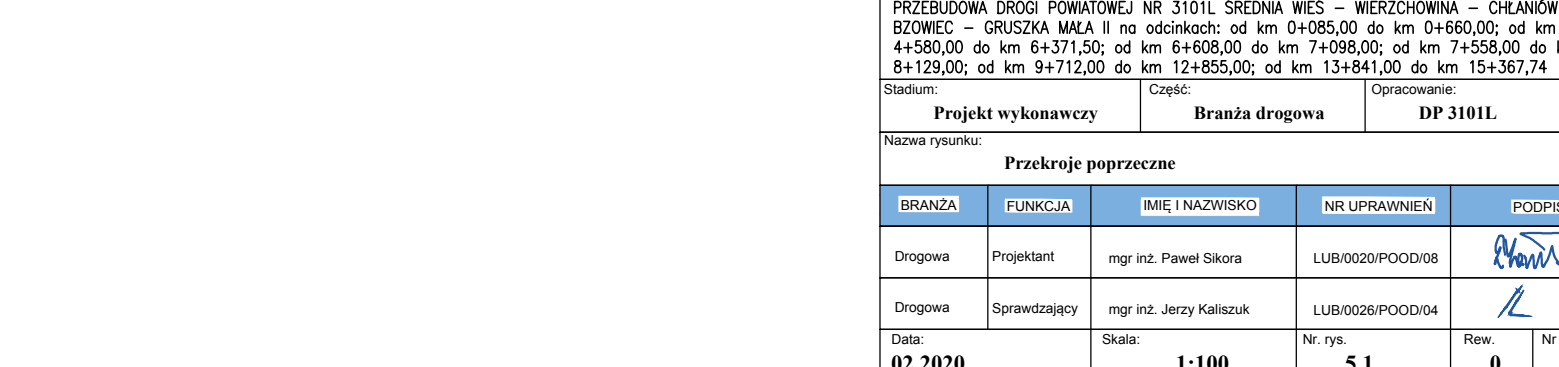 PRZEBUDOWA DROGI POWIATOWEJ NR 3101L ŚREDNIA WIEŚ – WIERZCHOWINA – CHŁANIÓW
BZOWIEC – GRUSZKA MAŁA II na odcinkach: od km 0+085,00 do km 0+660,00; od km
4+580,00 do km 6+371,50; od km 6+608,00 do km 7+098,00; od km 7+558,00 do
8+129,00; od km 9+712,00 do km 12+855,00; od km 13+841,00 do km 15+367,74
Stadium: Część: Opracowanie:
Projekt wykonawczy Branża drogowa DP 3101L
Nazwa rysunku:
Przekroje poprzeczne
BRANŻA FUNKCJA IMIĘ I NAZWISKO NR UPRAWNIEŃ PODPIS
Drogowa Projektant mgr inż. Paweł Sikora LUB/0020/POOD/08
Drogowa Sprawdzający mgr inż. Jerzy Kaliszuk LUB/0026/POOD/04
Data: Skala: Nr. rys. Rew. Nr
02.2020 1:100 5.1 0